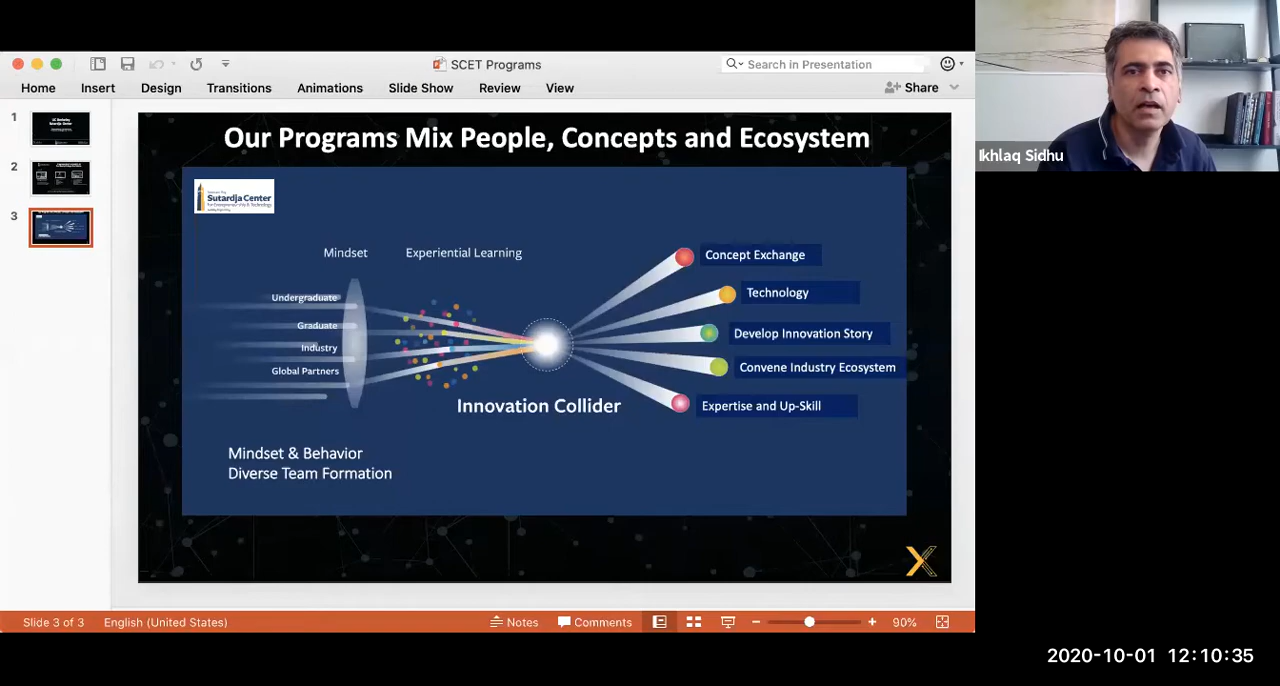 SCET Programs
Search in Presentation
Home Insert Design Transitions Animations Slide Show Review View Share
1
2
3
Our Programs Mix People, Concepts and Ecosystem
Sutardja Center
Mindset Experiential Learning
Undergraduate
Graduate
Industry
Global Partners
Concept Exchange
Technology
Develop Innovation Story
Convene Industry Ecosystem
Expertise and Up-Skill
Innovation Collider
Mindset & Behavior
Diverse Team Formation
X
Slide 3 of 3 English (United States) Notes Comments 90%
Ikhlaq Sidhu
2020-10-01 12:10:35